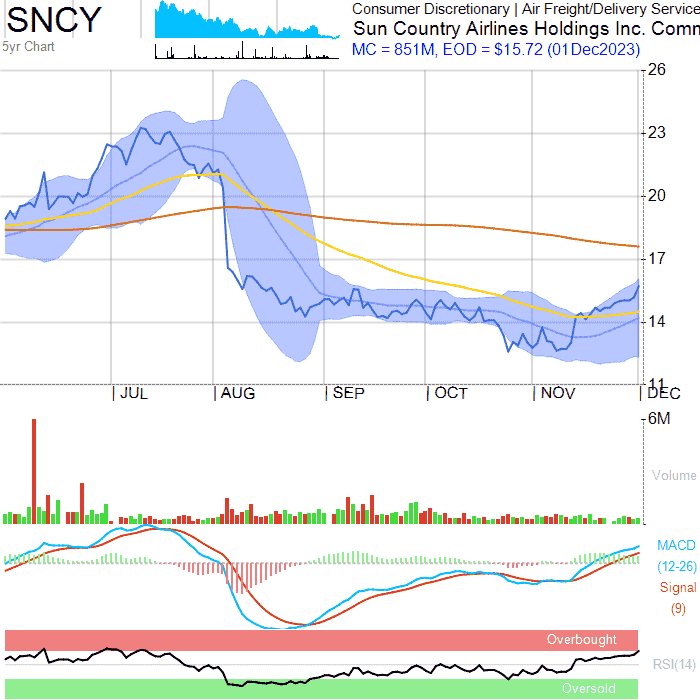 SNCY
5yr Chart
Consumer Discretionary | Air Freight/Delivery Service
Sun Country Airlines Holdings Inc. Comm
MC = 851M, EOD = $15.72 (01Dec2023)
26
23
20
17
14
11
JUL
AUG
SEP
OCT
NOV
DEC
6M
Volume
MACD
(12-26)
Signal
(9)
Overbought
RSI(14)
Oversold